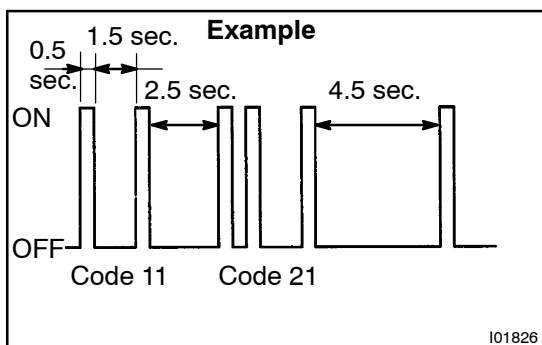 Example
0.5 sec.
1.5 sec.
2.5 sec.
4.5 sec.
ON
OFF
Code 11
Code 21
I01826